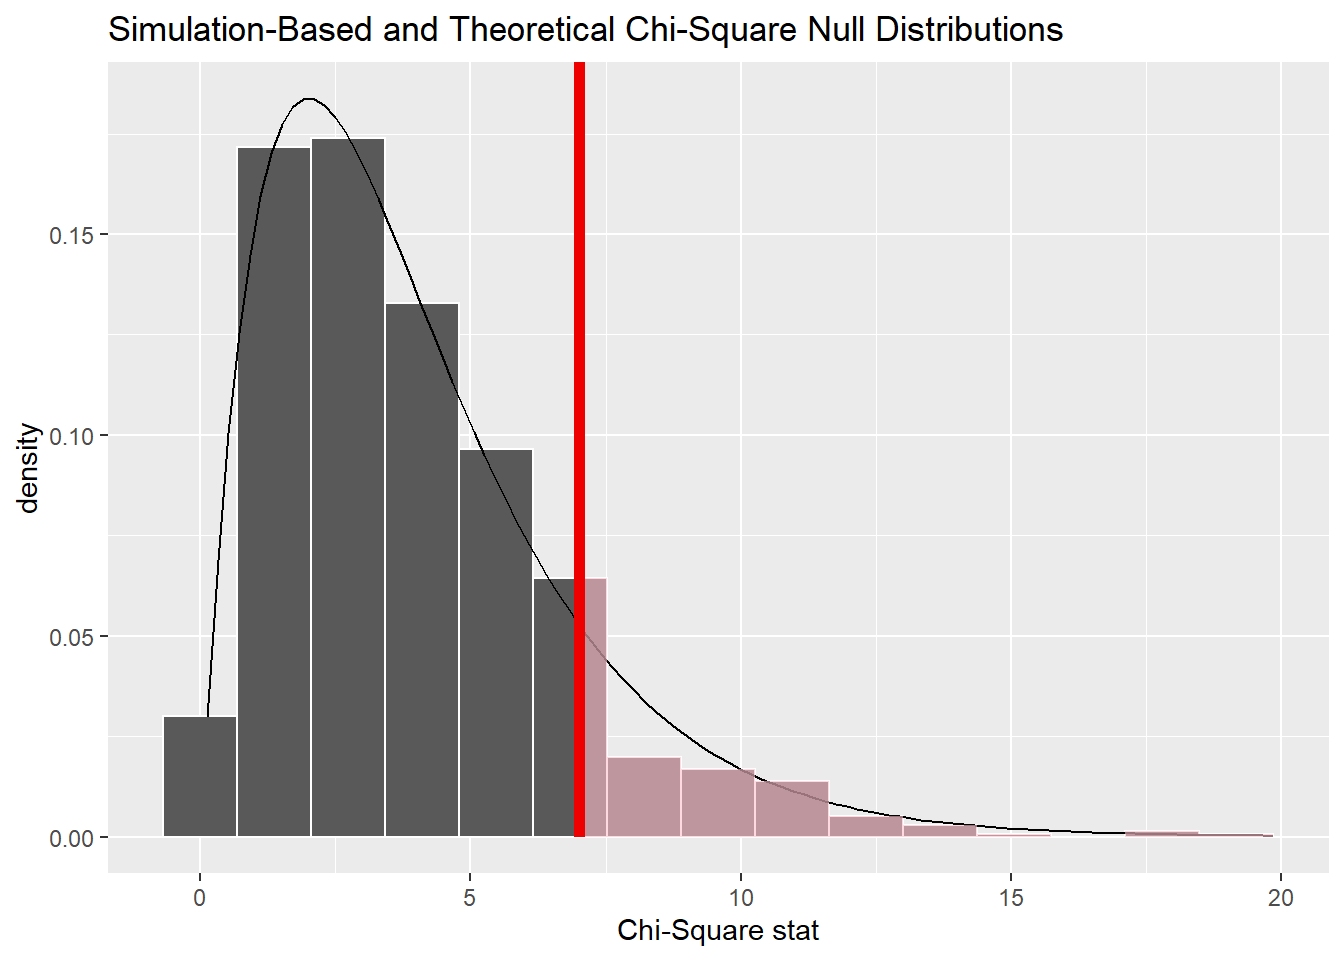 Simulation-Based and Theoretical Chi-Square Null Distributions
0.15
0.10
density
0.05
0.00
0 5 10 15 20
Chi-Square stat